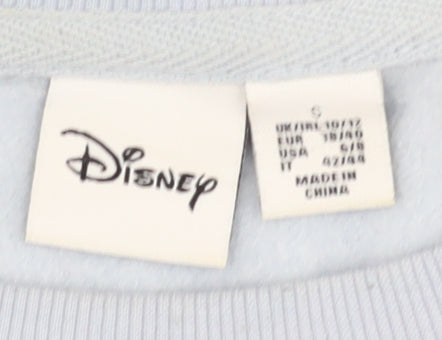 Disney
S
UK/IRL 10/12
EUR 38/40
USA 6/8
IT 42/44
MADE IN
CHINA